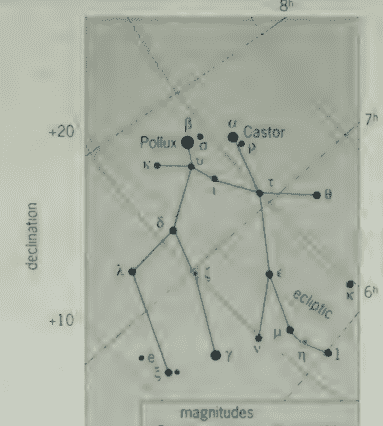 8h
+20
β
α
Castor
Pollux
σ
ρ
7h
κ
υ
ι
τ
θ
declination
δ
λ
ζ
ε
ecliptic
κ
6h
+10
μ
ν
η
1
e
ξ
γ
magnitudes